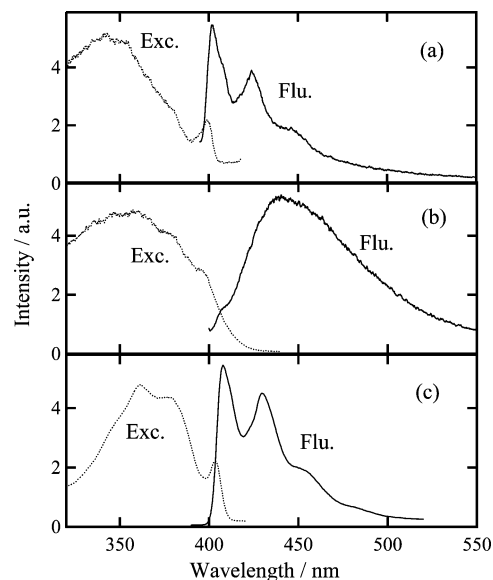 Exc.
(a)
Flu.
4
2
0
Exc.
(b)
Flu.
4
2
0
Exc.
(c)
Flu.
4
2
0
Intensity / a.u.
350 400 450 500 550
Wavelength / nm